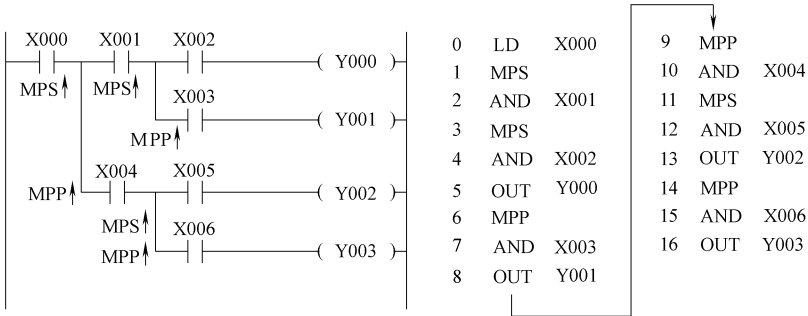 X000 X001 X002
Y000
MPS MPS
X003
Y001
MPP
X004 X005
MPP Y002
MPS
X006
MPP Y003
0 LD X000
1 MPS
2 AND X001
3 MPS
4 AND X002
5 OUT Y000
6 MPP
7 AND X003
8 OUT Y001
9 MPP
10 AND X004
11 MPS
12 AND X005
13 OUT Y002
14 MPP
15 AND X006
16 OUT Y003